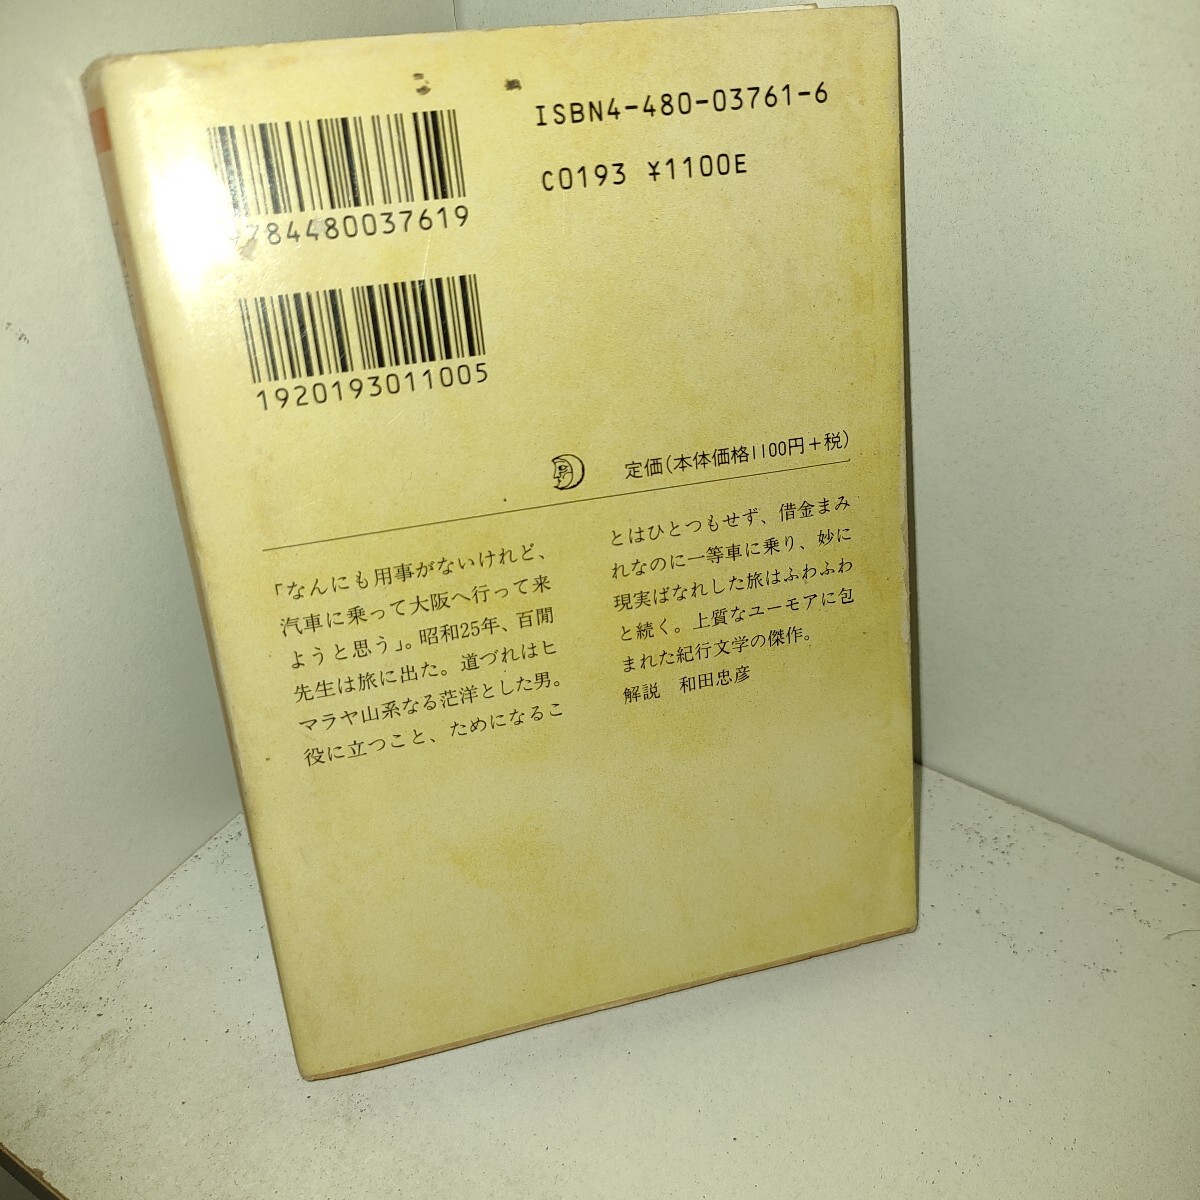 ISBN4-480-03761-6
C0193 ¥1100E
784480037619
1920193011005
定価(本体価格1100円+税)
「なんにも用事がないけれど、
汽車に乗って大阪へ行って来
ようと思う」。昭和25年、百閒
先生は旅に出た。道づれはヒ
マラヤ山系なる茫洋とした男。
役に立つこと、ためになるこ
とはひとつもせず、借金まみ
れなのに一等車に乗り、妙に
現実ばなれした旅はふわふわ
と続く。上質なユーモアに包
まれた紀行文学の傑作。
解説 和田忠彦